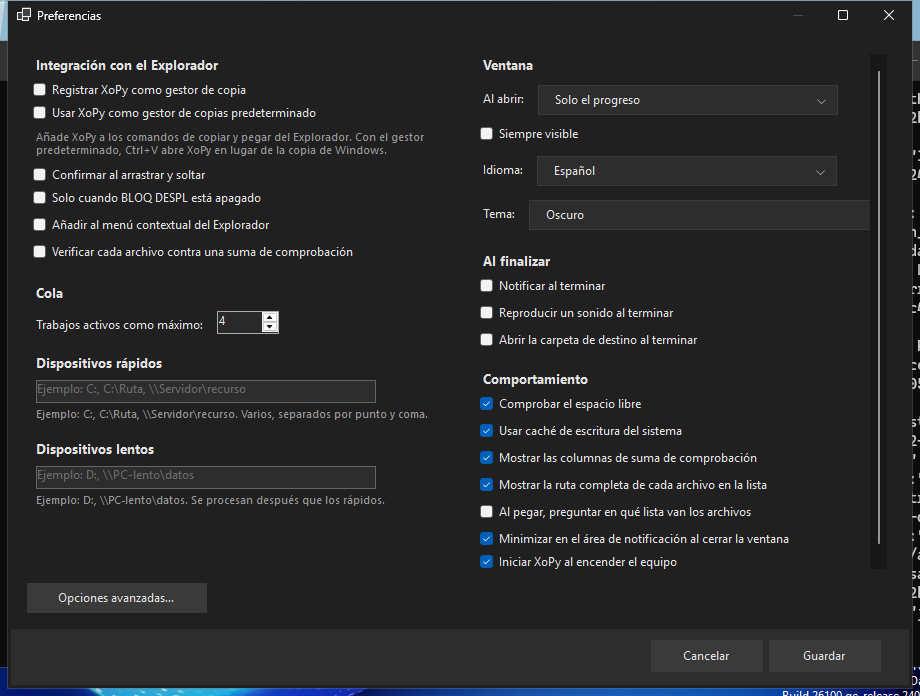 Preferencias
Integración con el Explorador
Registrar XoPy como gestor de copia
Usar XoPy como gestor de copias predeterminado
Añade XoPy a los comandos de copiar y pegar del Explorador. Con el gestor
predeterminado, Ctrl+V abre XoPy en lugar de la copia de Windows.
Confirmar al arrastrar y soltar
Solo cuando BLOQ DESPL está apagado
Añadir al menú contextual del Explorador
Verificar cada archivo contra una suma de comprobación
Cola
Trabajos activos como máximo: 4
Dispositivos rápidos
Ejemplo: C:, C:\Ruta, \\Servidor\recurso
Ejemplo: C:, C:\Ruta, \\Servidor\recurso. Varios, separados por punto y coma.
Dispositivos lentos
Ejemplo: D:, \\PC-lento\datos
Ejemplo: D:, \\PC-lento\datos. Se procesan después que los rápidos.
Opciones avanzadas...
Ventana
Al abrir: Solo el progreso
Siempre visible
Idioma: Español
Tema: Oscuro
Al finalizar
Notificar al terminar
Reproducir un sonido al terminar
Abrir la carpeta de destino al terminar
Comportamiento
Comprobar el espacio libre
Usar caché de escritura del sistema
Mostrar las columnas de suma de comprobación
Mostrar la ruta completa de cada archivo en la lista
Al pegar, preguntar en qué lista van los archivos
Minimizar en el área de notificación al cerrar la ventana
Iniciar XoPy al encender el equipo
Cancelar
Guardar